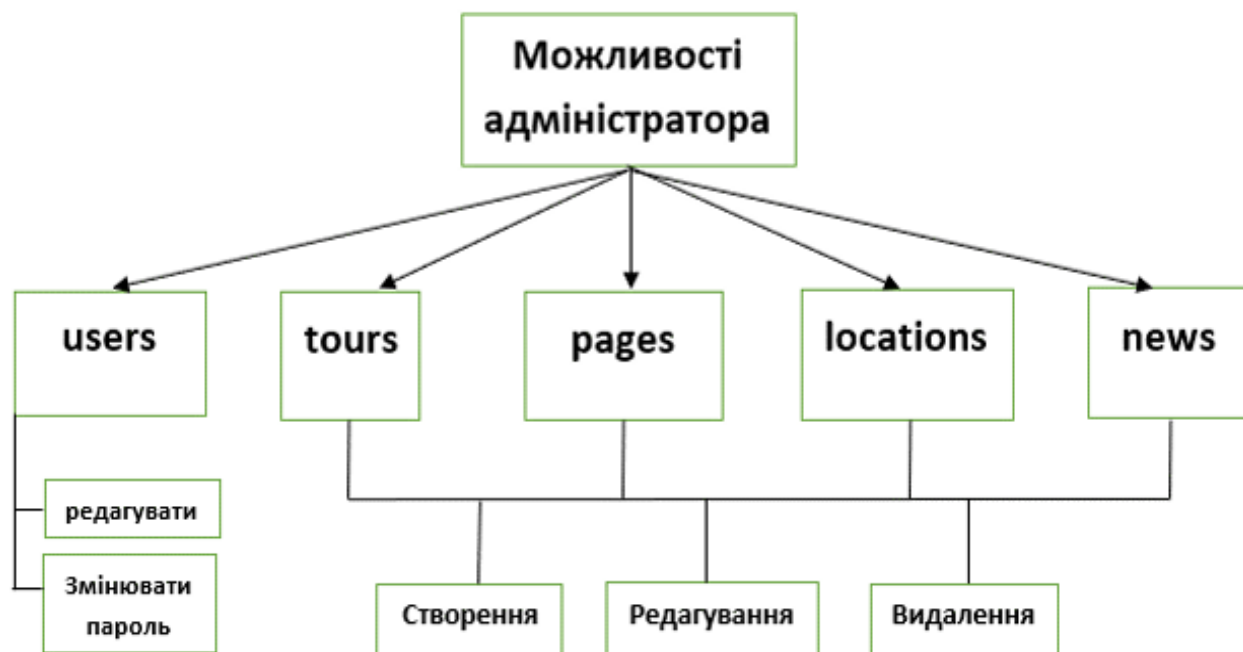 Можливості
адміністратора
users
tours
pages
locations
news
редагувати
Змінювати
пароль
Створення
Редагування
Видалення